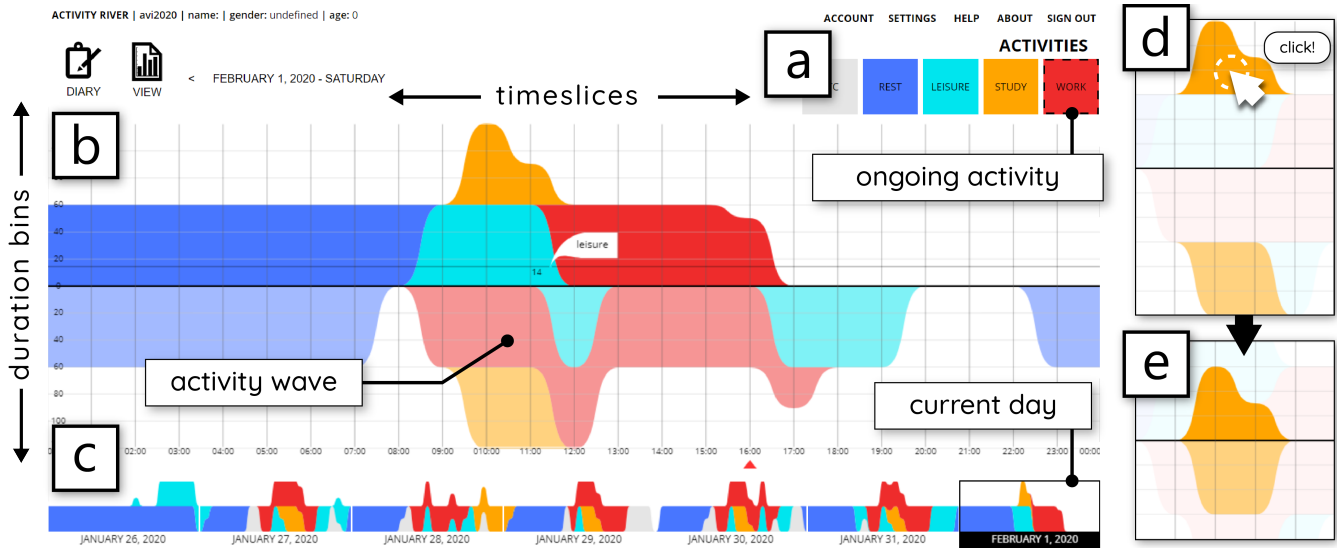 ACTIVITY RIVER | avi2020 | name: | gender: undefined | age: 0
ACCOUNT SETTINGS HELP ABOUT SIGN OUT
ACTIVITIES
DIARY
VIEW
< FEBRUARY 1, 2020 - SATURDAY
timeslices
a
REST
LEISURE
STUDY
WORK
ongoing activity
b
duration bins
60
40
20
0
20
40
60
80
100
leisure
14
activity wave
current day
02:00 03:00 04:00 05:00 06:00 07:00 08:00 09:00 10:00 11:00 12:00 13:00 14:00 15:00 16:00 17:00 18:00 19:00 20:00 21:00 22:00 23:00 00:00
c
JANUARY 26, 2020
JANUARY 27, 2020
JANUARY 28, 2020
JANUARY 29, 2020
JANUARY 30, 2020
JANUARY 31, 2020
FEBRUARY 1, 2020
d
click!
e